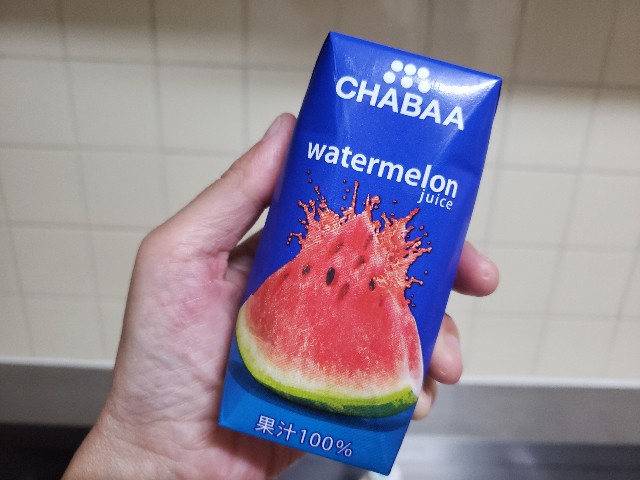 CHABAA
watermelon
juice
果汁100%